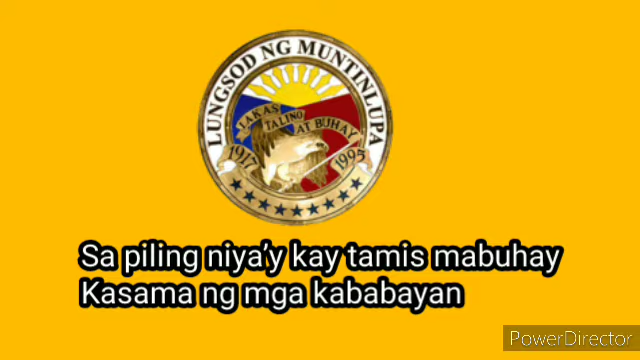 LUNGSOD NG MUNTINLUPA
LAKAS
TALINO
AT BUHAY
1917
1995
Sa piling niya'y kay tamis mabuhay
Kasama ng mga kababayan
PowerDirector